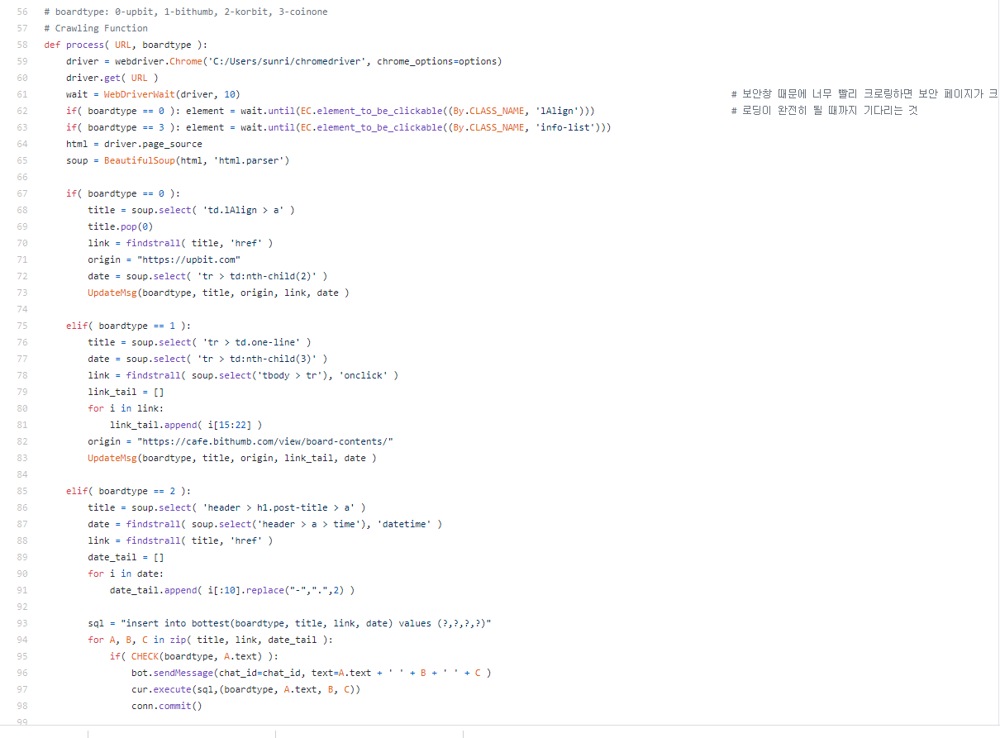 56 # boardtype: 0-upbit, 1-bithumb, 2-korbit, 3-coinone
57 # Crawling Function
58 def process( URL, boardtype ):
59     driver = webdriver.Chrome('C:/Users/sunri/chromedriver', chrome_options=options)
60     driver.get( URL )
61     wait = WebDriverWait(driver, 10) # 보안창 때문에 너무 빨리 크로링하면 보안 페이지가 크
62     if( boardtype == 0 ): element = wait.until(EC.element_to_be_clickable((By.CLASS_NAME, 'lAlign'))) # 로딩이 완전히 될 때까지 기다리는 것
63     if( boardtype == 3 ): element = wait.until(EC.element_to_be_clickable((By.CLASS_NAME, 'info-list')))
64     html = driver.page_source
65     soup = BeautifulSoup(html, 'html.parser')
66
67     if( boardtype == 0 ):
68         title = soup.select( 'td.lAlign > a' )
69         title.pop(0)
70         link = findstrall( title, 'href' )
71         origin = "https://upbit.com"
72         date = soup.select( 'tr > td:nth-child(2)' )
73         UpdateMsg(boardtype, title, origin, link, date )
74
75     elif( boardtype == 1 ):
76         title = soup.select( 'tr > td.one-line' )
77         date = soup.select( 'tr > td:nth-child(3)' )
78         link = findstrall( soup.select('tbody > tr'), 'onclick' )
79         link_tail = []
80         for i in link:
81             link_tail.append( i[15:22] )
82         origin = "https://cafe.bithumb.com/view/board-contents/"
83         UpdateMsg(boardtype, title, origin, link_tail, date )
84
85     elif( boardtype == 2 ):
86         title = soup.select( 'header > h1.post-title > a' )
87         date = findstrall( soup.select('header > a > time'), 'datetime' )
88         link = findstrall( title, 'href' )
89         date_tail = []
90         for i in date:
91             date_tail.append( i[:10].replace("-",".",2) )
92
93         sql = "insert into bottest(boardtype, title, link, date) values (?,?,?,?)"
94         for A, B, C in zip( title, link, date_tail ):
95             if( CHECK(boardtype, A.text) ):
96                 bot.sendMessage(chat_id=chat_id, text=A.text + ' ' + B + ' ' + C )
97                 cur.execute(sql,(boardtype, A.text, B, C))
98                 conn.commit()
99